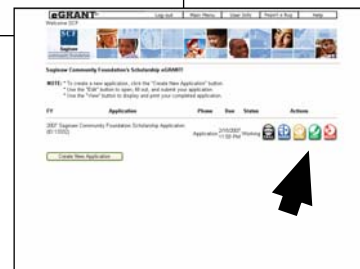 eGRANT
Log out Main Menu User Info Report a Bug Help
Welcome SCF
SCF
Saginaw
Community Foundation
Saginaw Community Foundation's Scholarship eGRANT!
NOTE: * To create a new application, click the "Create New Application" button
* Use the "Edit" button to open, fill out, and submit your application.
* Use the "View" button to display and print your completed application.
FY Application Phase Due Status Actions
2007 Saginaw Community Foundation Scholarship Application
Application 2/15/2007 Working
11:59 PM
Create New Application